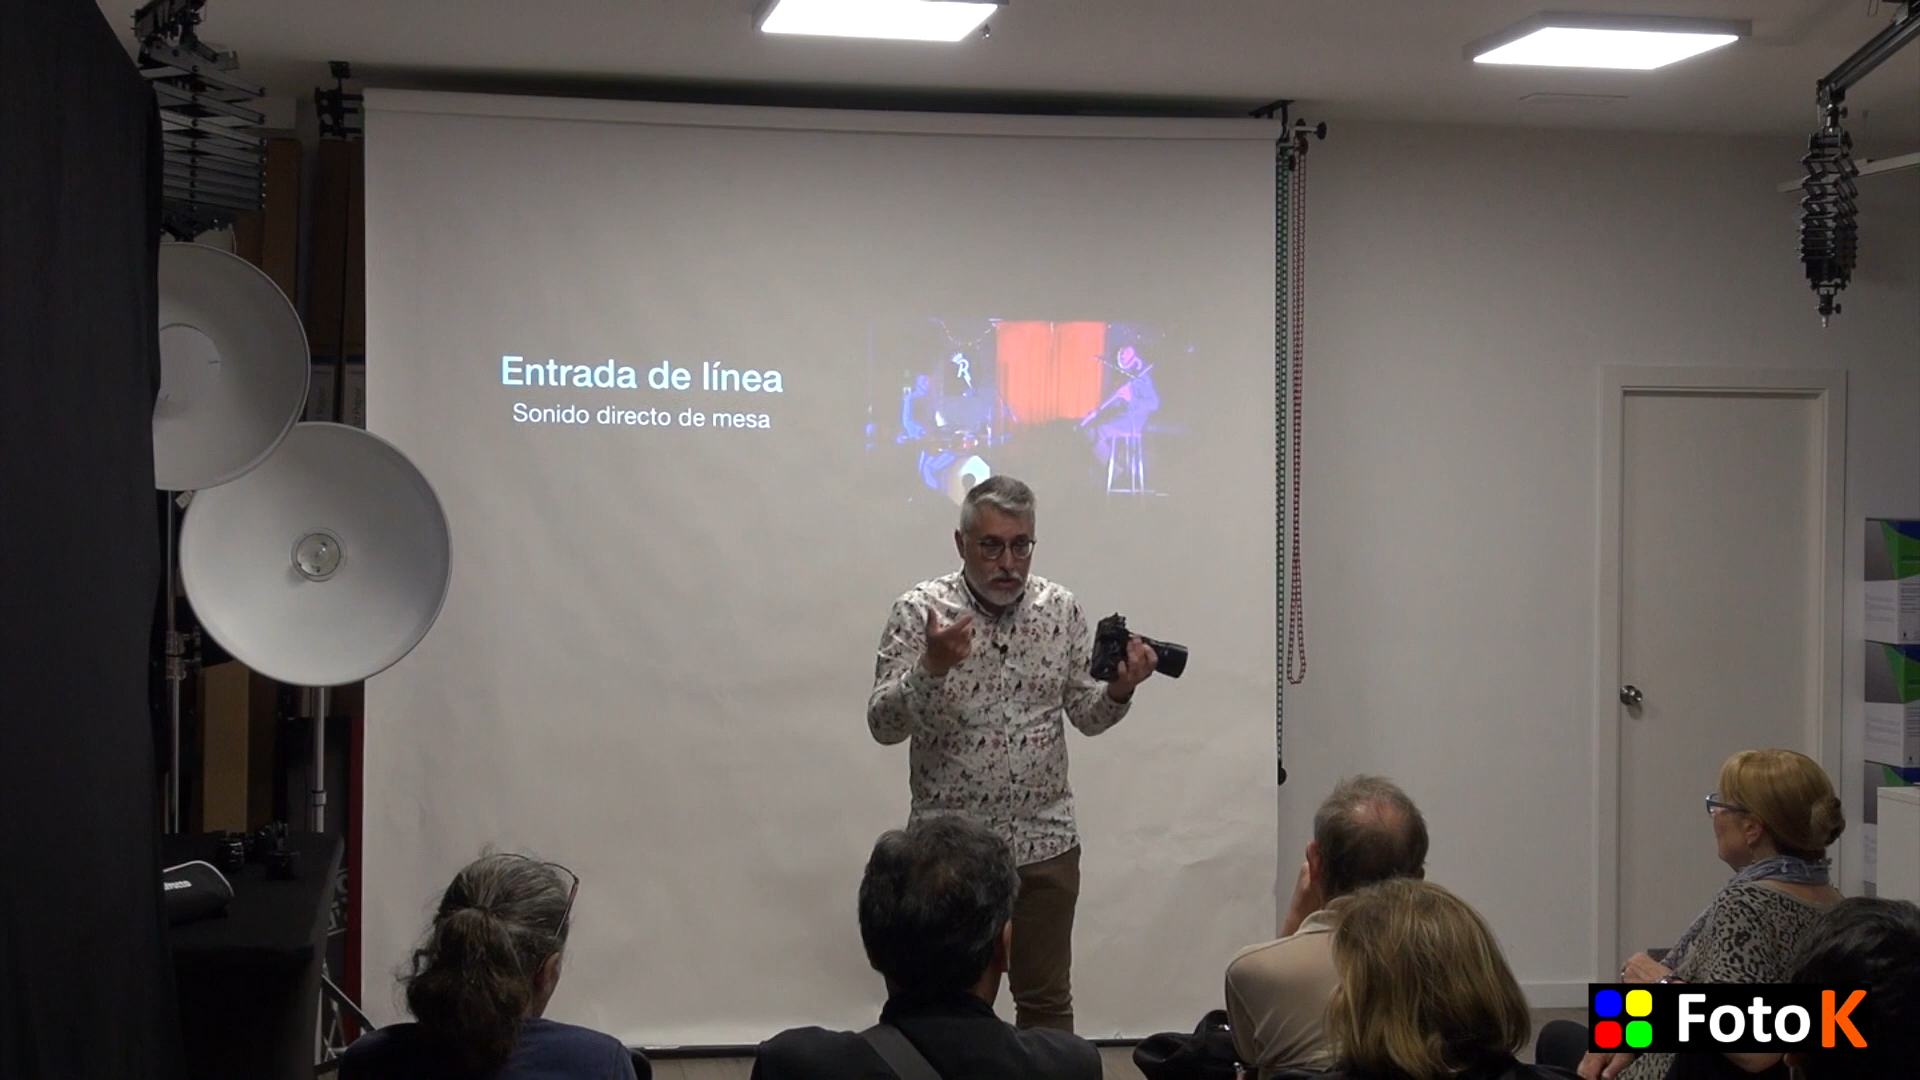 Entrada de línea
Sonido directo de mesa
R
FotoK